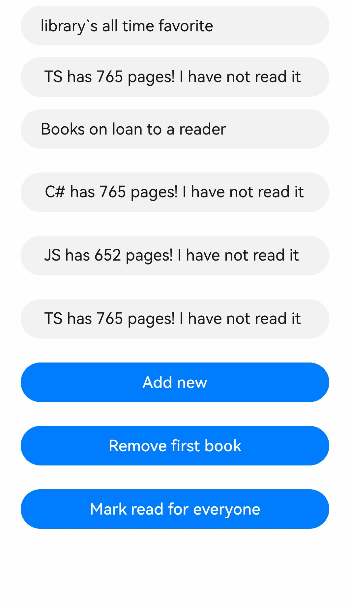 library`s all time favorite
TS has 765 pages! I have not read it
Books on loan to a reader
C# has 765 pages! I have not read it
JS has 652 pages! I have not read it
TS has 765 pages! I have not read it
Add new
Remove first book
Mark read for everyone